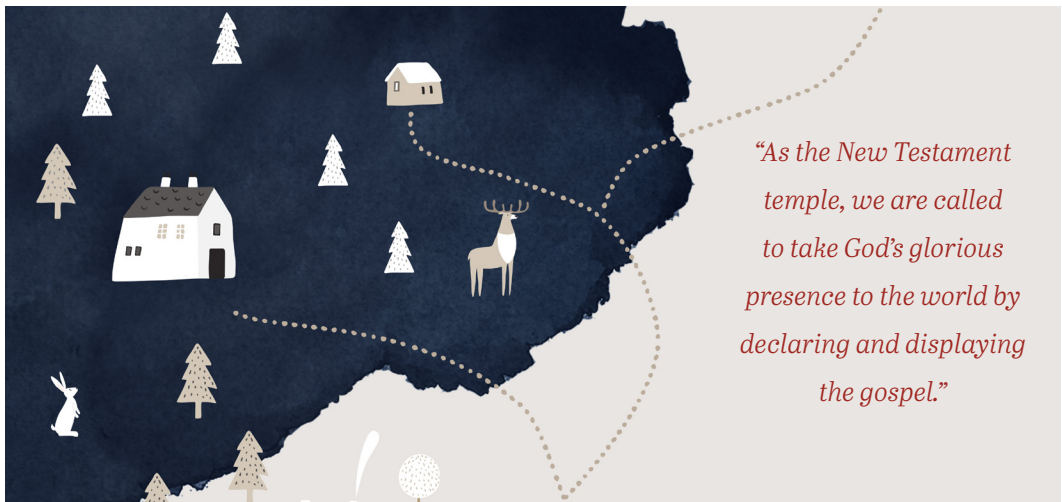 “As the New Testament
temple, we are called
to take God’s glorious
presence to the world by
declaring and displaying
the gospel.”